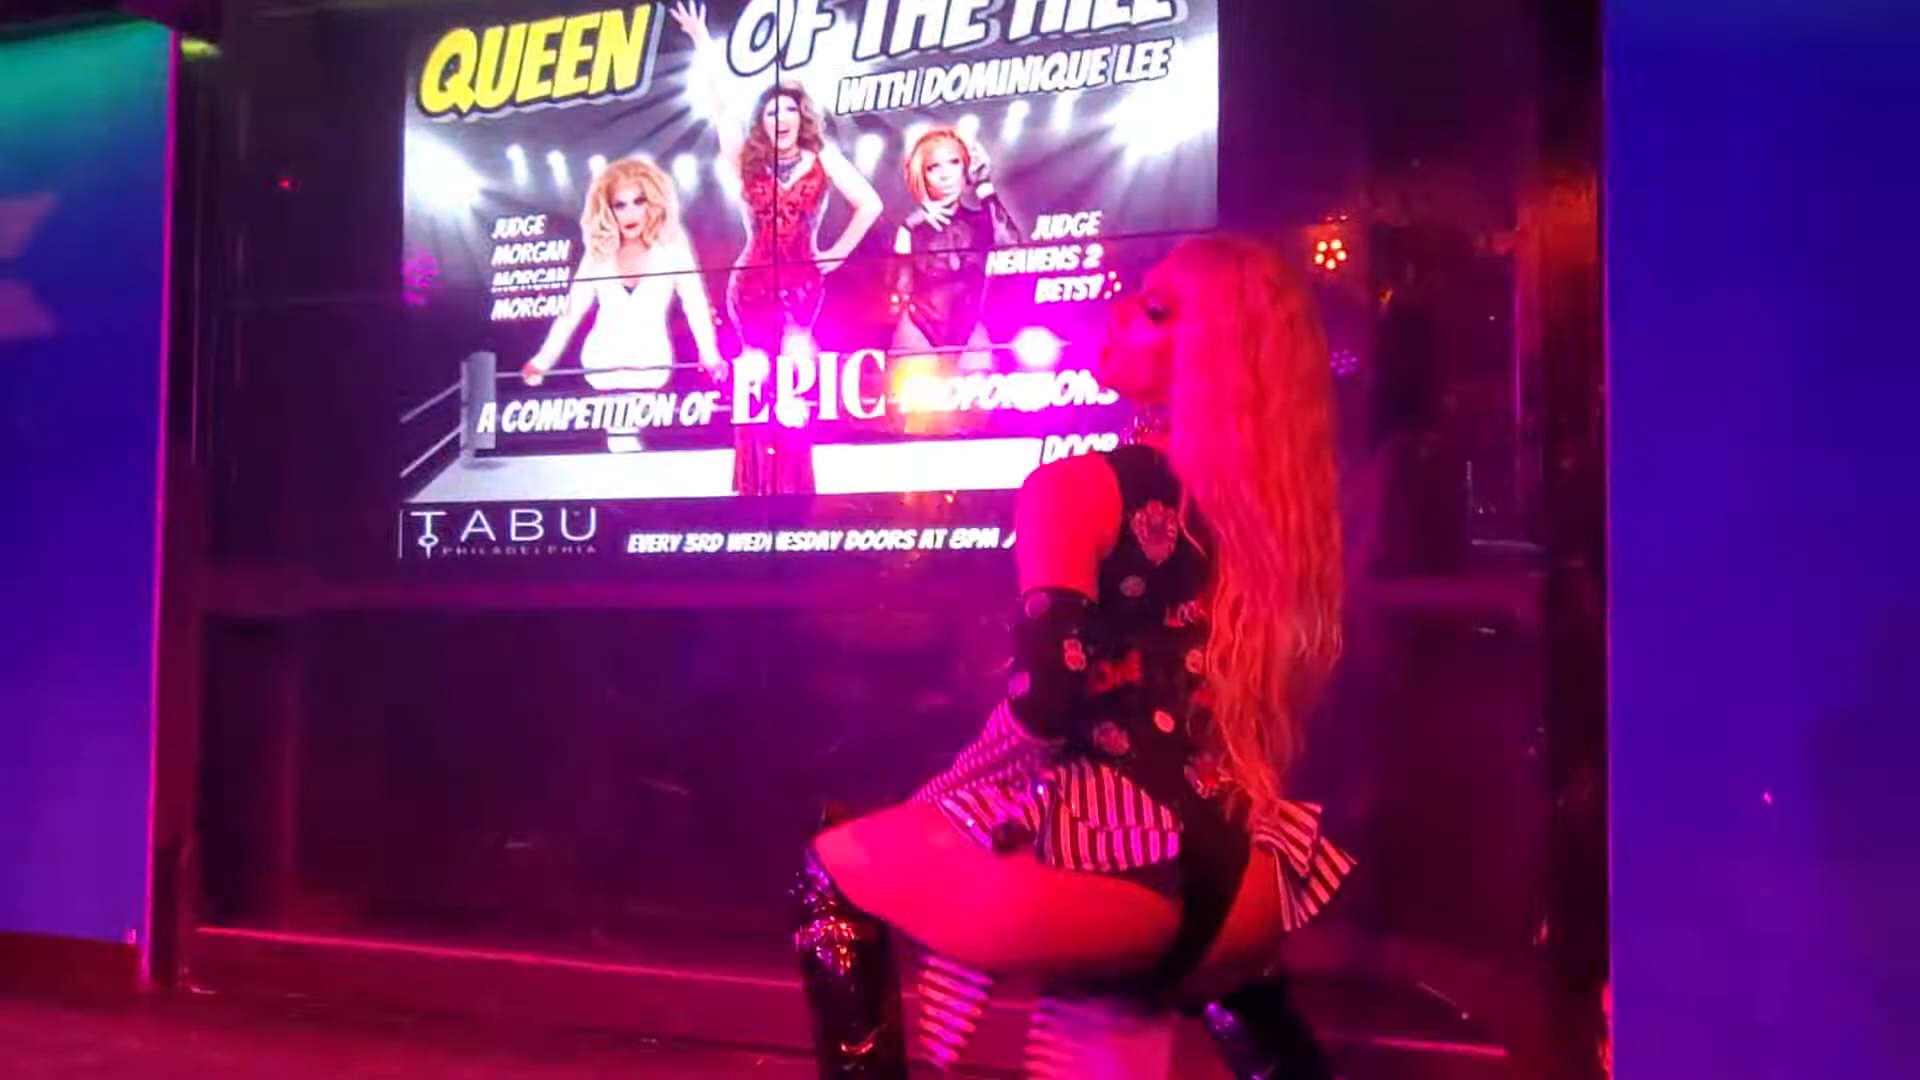 QUEEN OF THE HILL
WITH DOMINIQUE LEE
JUDGE
MORGAN
MORGAN
MORGAN
JUDGE
HEAVENS 2
BETSY
A COMPETITION OF EPIC PROPORTIONS
DOOR
TABU
PHILADELPHIA
EVERY 3RD WEDNESDAY DOORS AT 8PM /